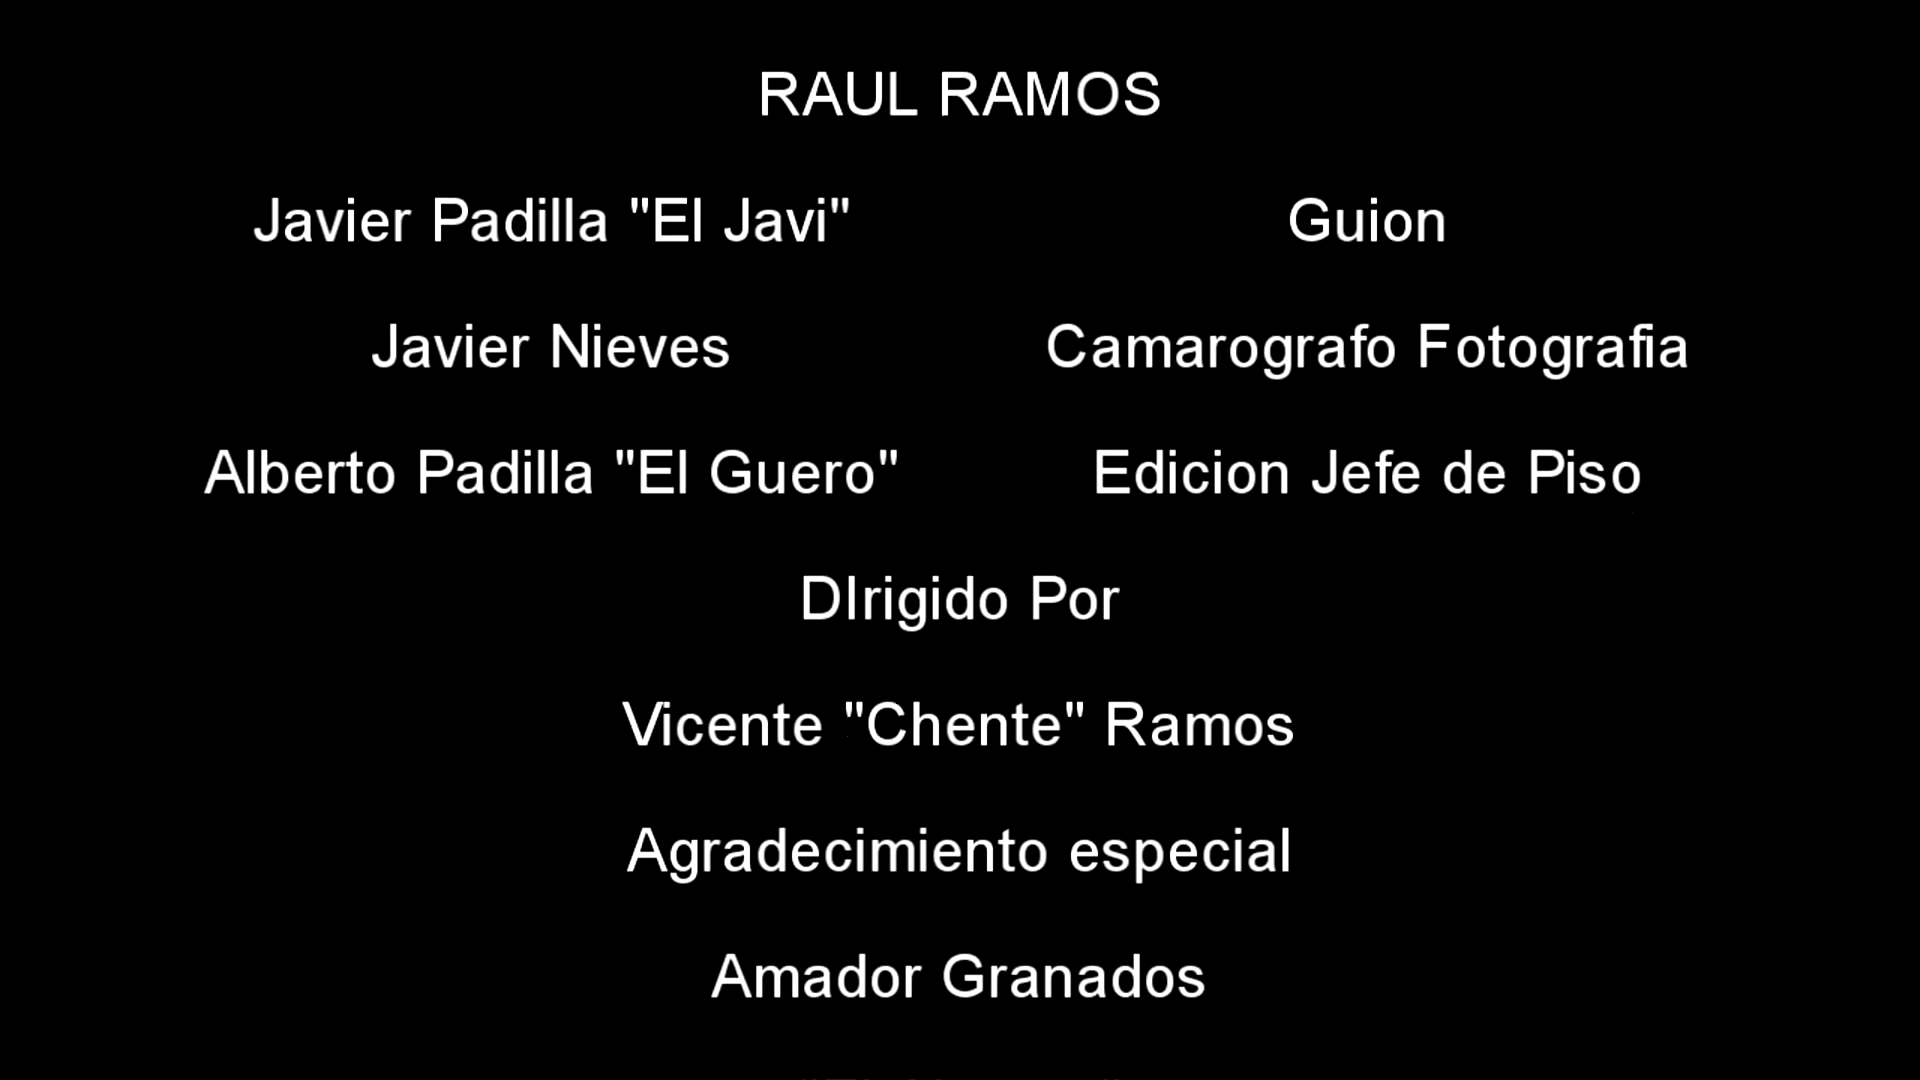 RAUL RAMOS
Javier Padilla "El Javi" Guion
Javier Nieves Camarografo Fotografia
Alberto Padilla "El Guero" Edicion Jefe de Piso
DIrigido Por
Vicente "Chente" Ramos
Agradecimiento especial
Amador Granados